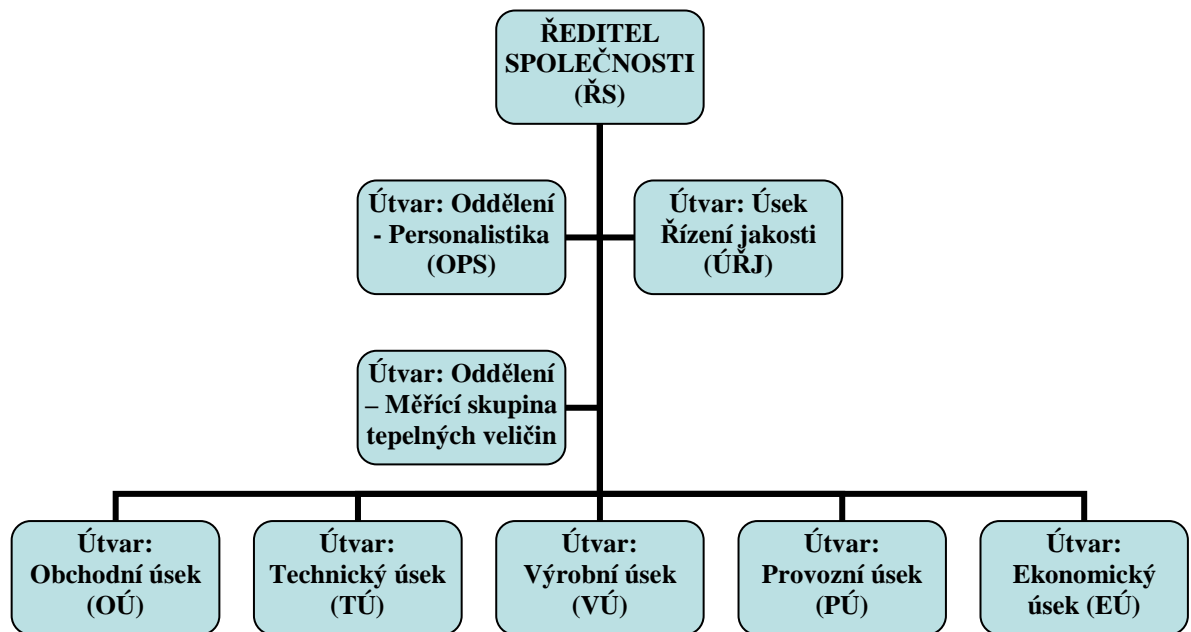 ŘEDITEL
SPOLEČNOSTI
(ŘS)
Útvar: Oddělení
- Personalistika
(OPS)
Útvar: Úsek
Řízení jakosti
(ÚŘJ)
Útvar: Oddělení
– Měřící skupina
tepelných veličin
Útvar:
Obchodní úsek
(OÚ)
Útvar:
Technický úsek
(TÚ)
Útvar:
Výrobní úsek
(VÚ)
Útvar:
Provozní úsek
(PÚ)
Útvar:
Ekonomický
úsek (EÚ)